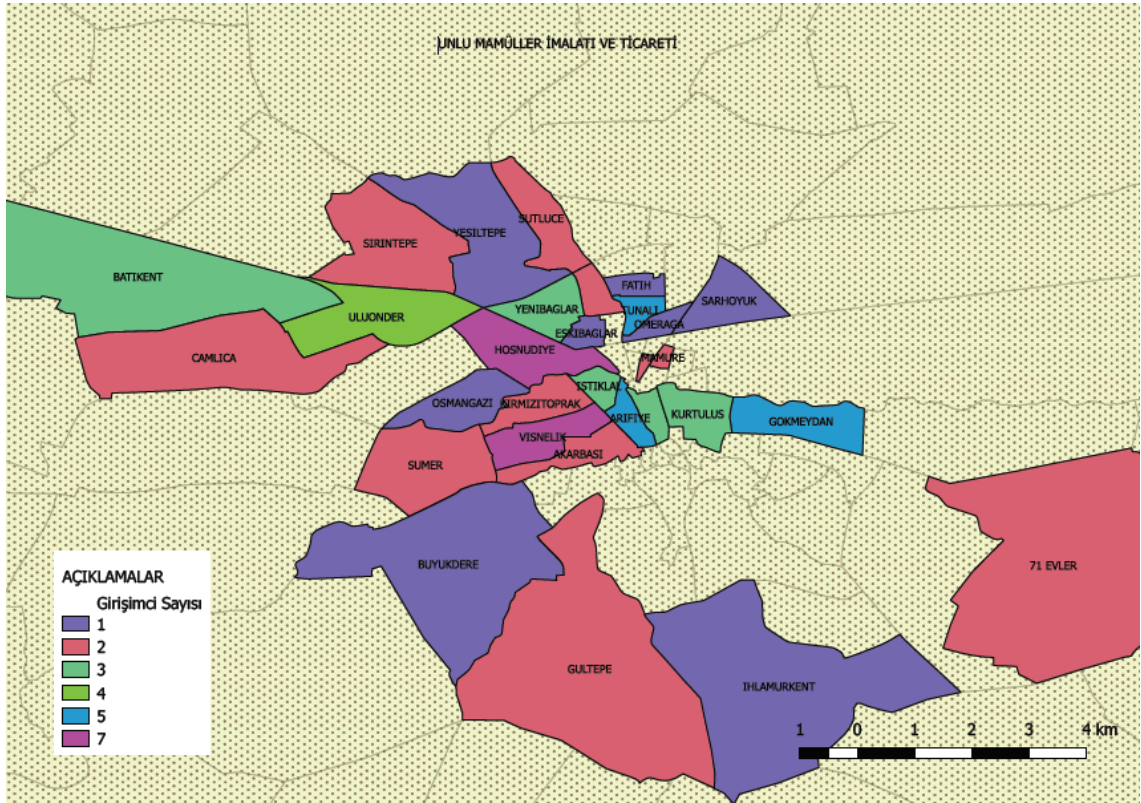 UNLU MAMÜLLER İMALATI VE TİCARETİ
SUTLUCE
YESILTEPE
SIRINTEPE
BATIKENT
FATIH
SARHOYUK
YENIBAGLAR
TUNALI
ULUONDER
OMERAGA
ESKIBAGLAR
HOSNUDIYE
CAMLICA
MAMURE
ISTIKLAL
OSMANGAZI
KIRMIZITOPRAK
ARIFIYE
KURTULUS
GOKMEYDAN
VISNELIK
AKARBASI
SUMER
BUYUKDERE
71 EVLER
GULTEPE
IHLAMURKENT
AÇIKLAMALAR
Girişimci Sayısı
1
2
3
4
5
7
1 0 1 2 3 4 km